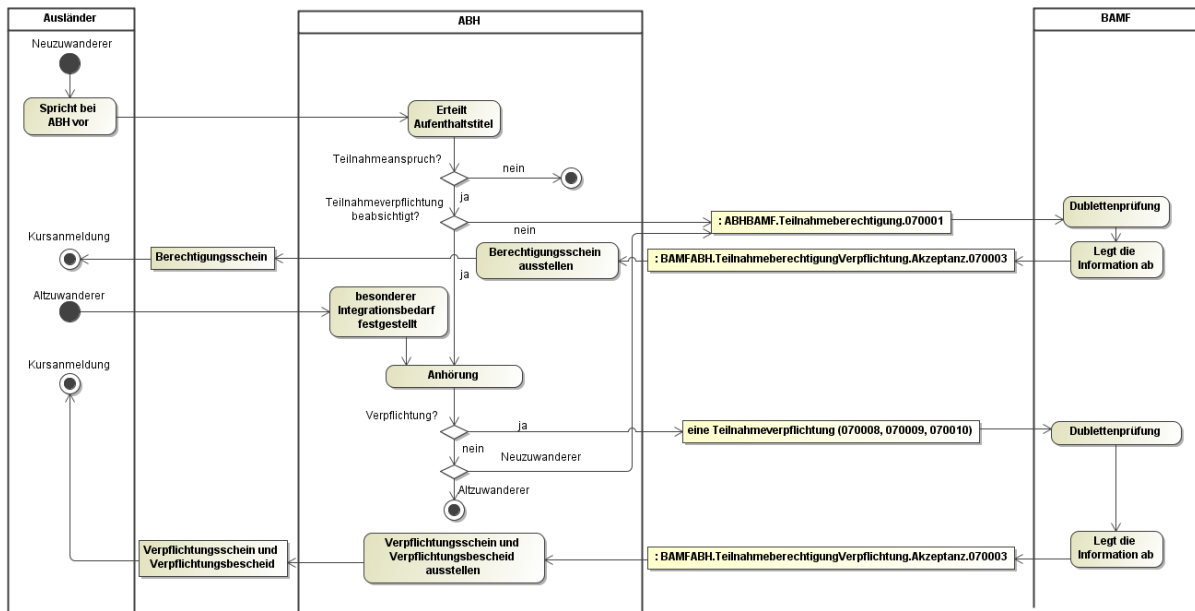 Ausländer
ABH
BAMF
Neuzuwanderer
Spricht bei
ABH vor
Erteilt
Aufenthaltstitel
Teilnahmeanspruch?
nein
ja
Teilnahmeverpflichtung
beabsichtigt?
nein
: ABHBAMF.Teilnahmeberechtigung.070001
Dublettenprüfung
Kursanmeldung
Berechtigungsschein
Berechtigungsschein
ausstellen
: BAMFABH.TeilnahmeberechtigungVerpflichtung.Akzeptanz.070003
Legt die
Information ab
ja
Altzuwanderer
besonderer
Integrationsbedarf
festgestellt
Kursanmeldung
Anhörung
Verpflichtung?
ja
eine Teilnahmeverpflichtung (070008, 070009, 070010)
Dublettenprüfung
nein
Neuzuwanderer
Altzuwanderer
Verpflichtungsschein und
Verpflichtungsbescheid
Verpflichtungsschein und
Verpflichtungsbescheid
ausstellen
: BAMFABH.TeilnahmeberechtigungVerpflichtung.Akzeptanz.070003
Legt die
Information ab